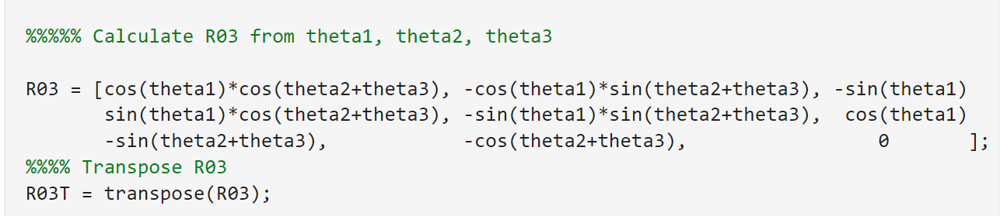 %%%%% Calculate R03 from theta1, theta2, theta3
R03 = [cos(theta1)*cos(theta2+theta3), -cos(theta1)*sin(theta2+theta3), -sin(theta1)
sin(theta1)*cos(theta2+theta3), -sin(theta1)*sin(theta2+theta3), cos(theta1)
-sin(theta2+theta3), -cos(theta2+theta3), 0 ];
%%%% Transpose R03
R03T = transpose(R03);